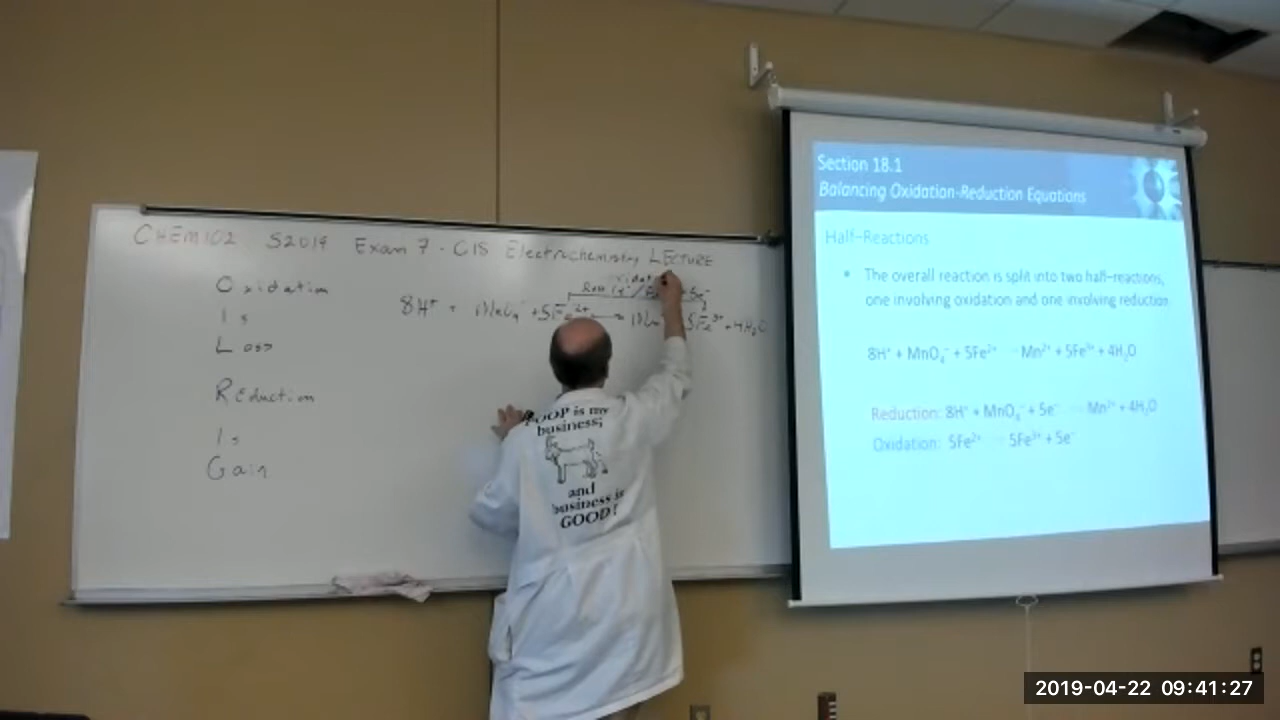 CHEM102 S2019 Exam 7 - C18 Electrochemistry LECTURE
Oxidation
Is
Loss
REduction
Is
Gain
8H⁺ + MnO₄⁻ + 5Fe²⁺ 5Fe³⁺ + 4H₂O
POOP is my
business;
and
business is
GOOD!
Section 18.1
Balancing Oxidation-Reduction Equations
Half-Reactions
• The overall reaction is split into two half-reactions,
one involving oxidation and one involving reduction.
8H⁺ + MnO₄⁻ + 5Fe²⁺ → Mn²⁺ + 5Fe³⁺ + 4H₂O
Reduction: 8H⁺ + MnO₄⁻ + 5e⁻ → Mn²⁺ + 4H₂O
Oxidation: 5Fe²⁺ → 5Fe³⁺ + 5e⁻
2019-04-22 09:41:27